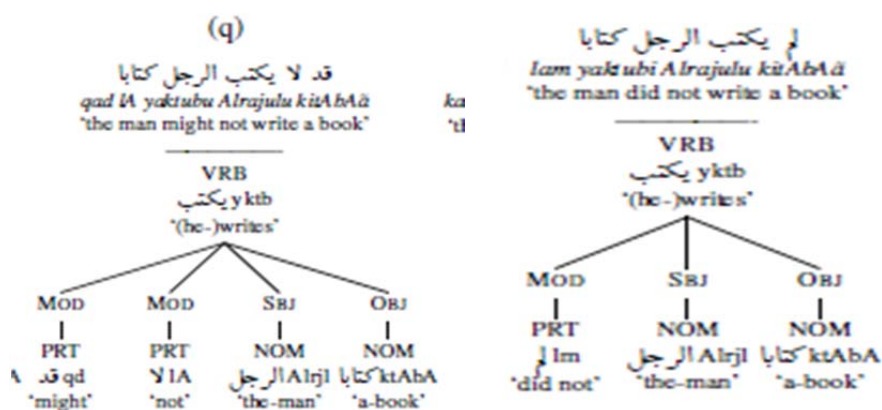 (q)
قد لا يكتب الرجل كتابا
qad lA yaktubu Alrajulu kitAbAã
'the man might not write a book'
VRB
يكتب yktb
'(he-)writes'
MOD MOD SBJ OBJ
PRT PRT NOM NOM
قد qd لا lA الرجل Alrjl كتابا ktAbA
'might' 'not' 'the-man' 'a-book'
ka
لم يكتب الرجل كتابا
lam yaktubi Alrajulu kitAbAã
'the man did not write a book'
VRB
يكتب yktb
'(he-)writes'
MOD SBJ OBJ
PRT NOM NOM
لم lm الرجل Alrjl كتابا ktAbA
'did not' 'the-man' 'a-book'